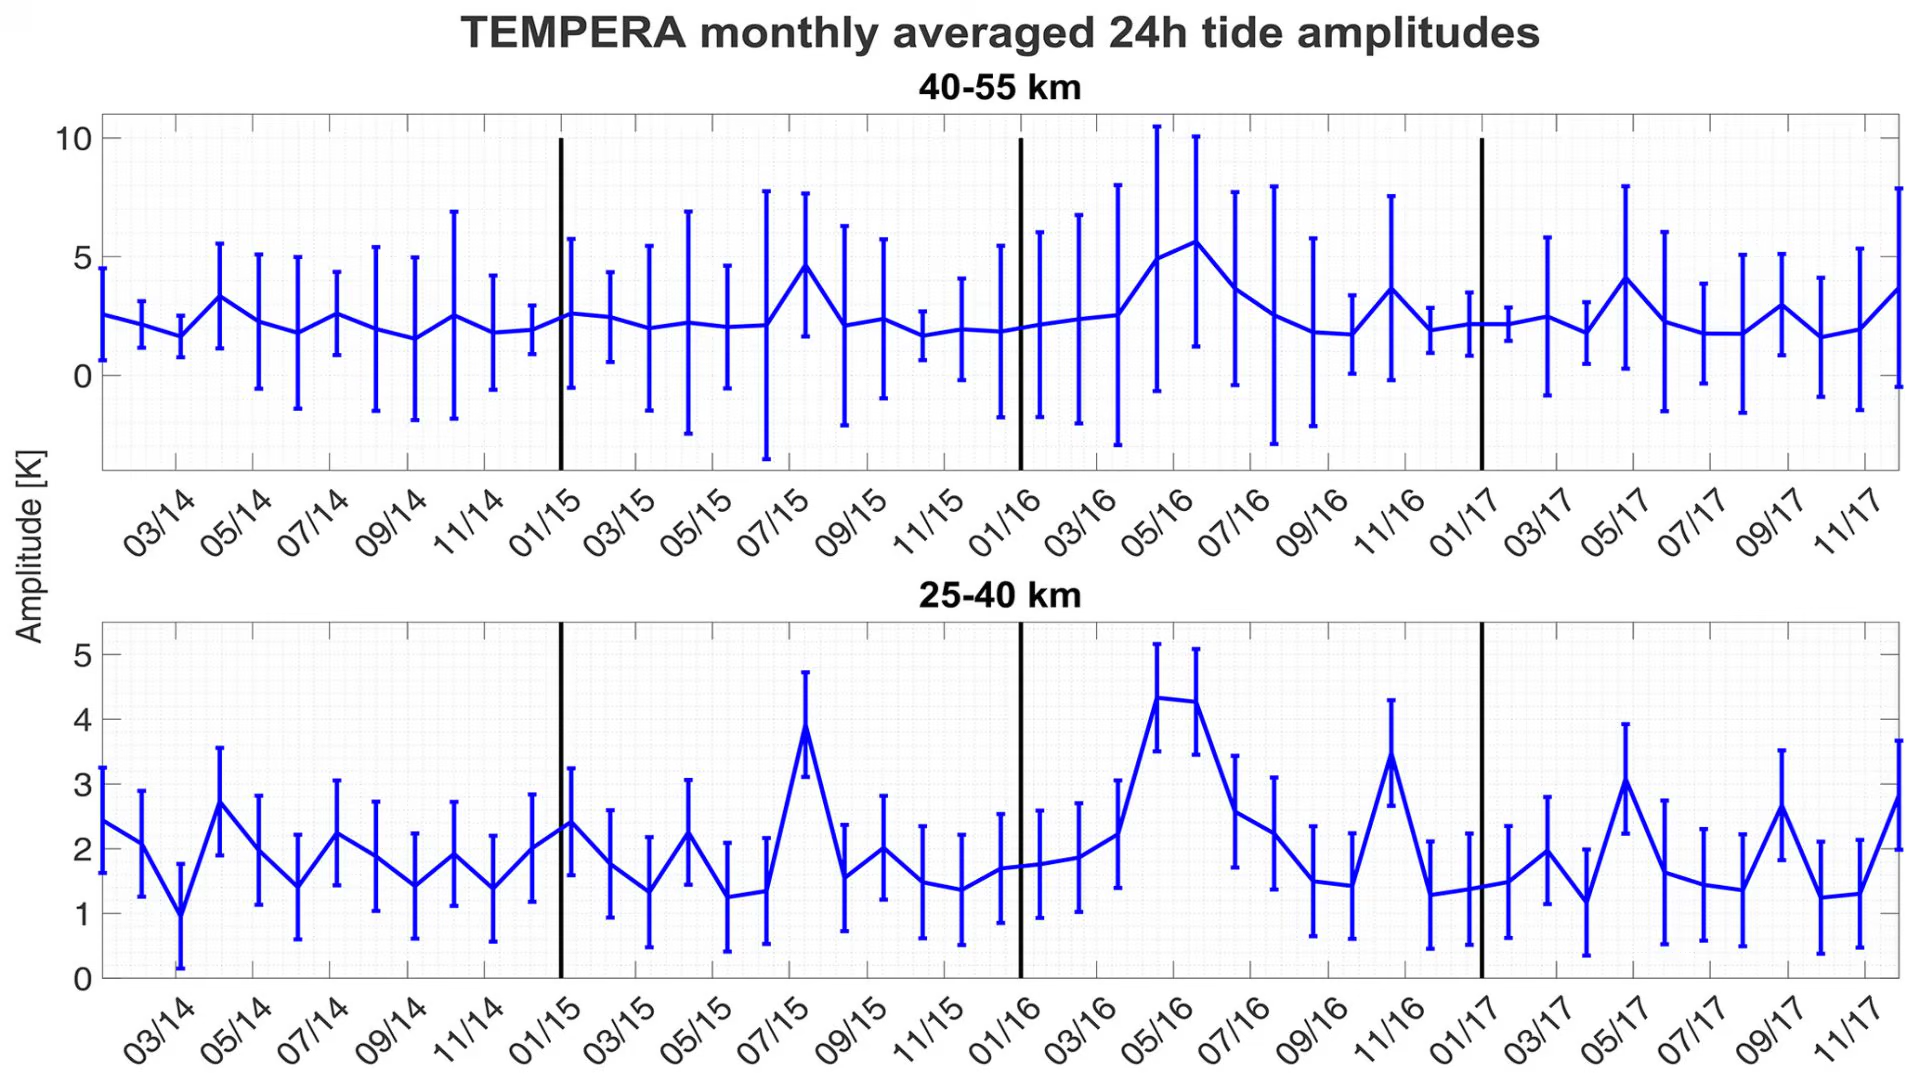 TEMPERA monthly averaged 24h tide amplitudes
40-55 km
10
5
0
03/14 05/14 07/14 09/14 11/14 01/15 03/15 05/15 07/15 09/15 11/15 01/16 03/16 05/16 07/16 09/16 11/16 01/17 03/17 05/17 07/17 09/17 11/17
Amplitude [K]
25-40 km
5
4
3
2
1
0
03/14 05/14 07/14 09/14 11/14 01/15 03/15 05/15 07/15 09/15 11/15 01/16 03/16 05/16 07/16 09/16 11/16 01/17 03/17 05/17 07/17 09/17 11/17